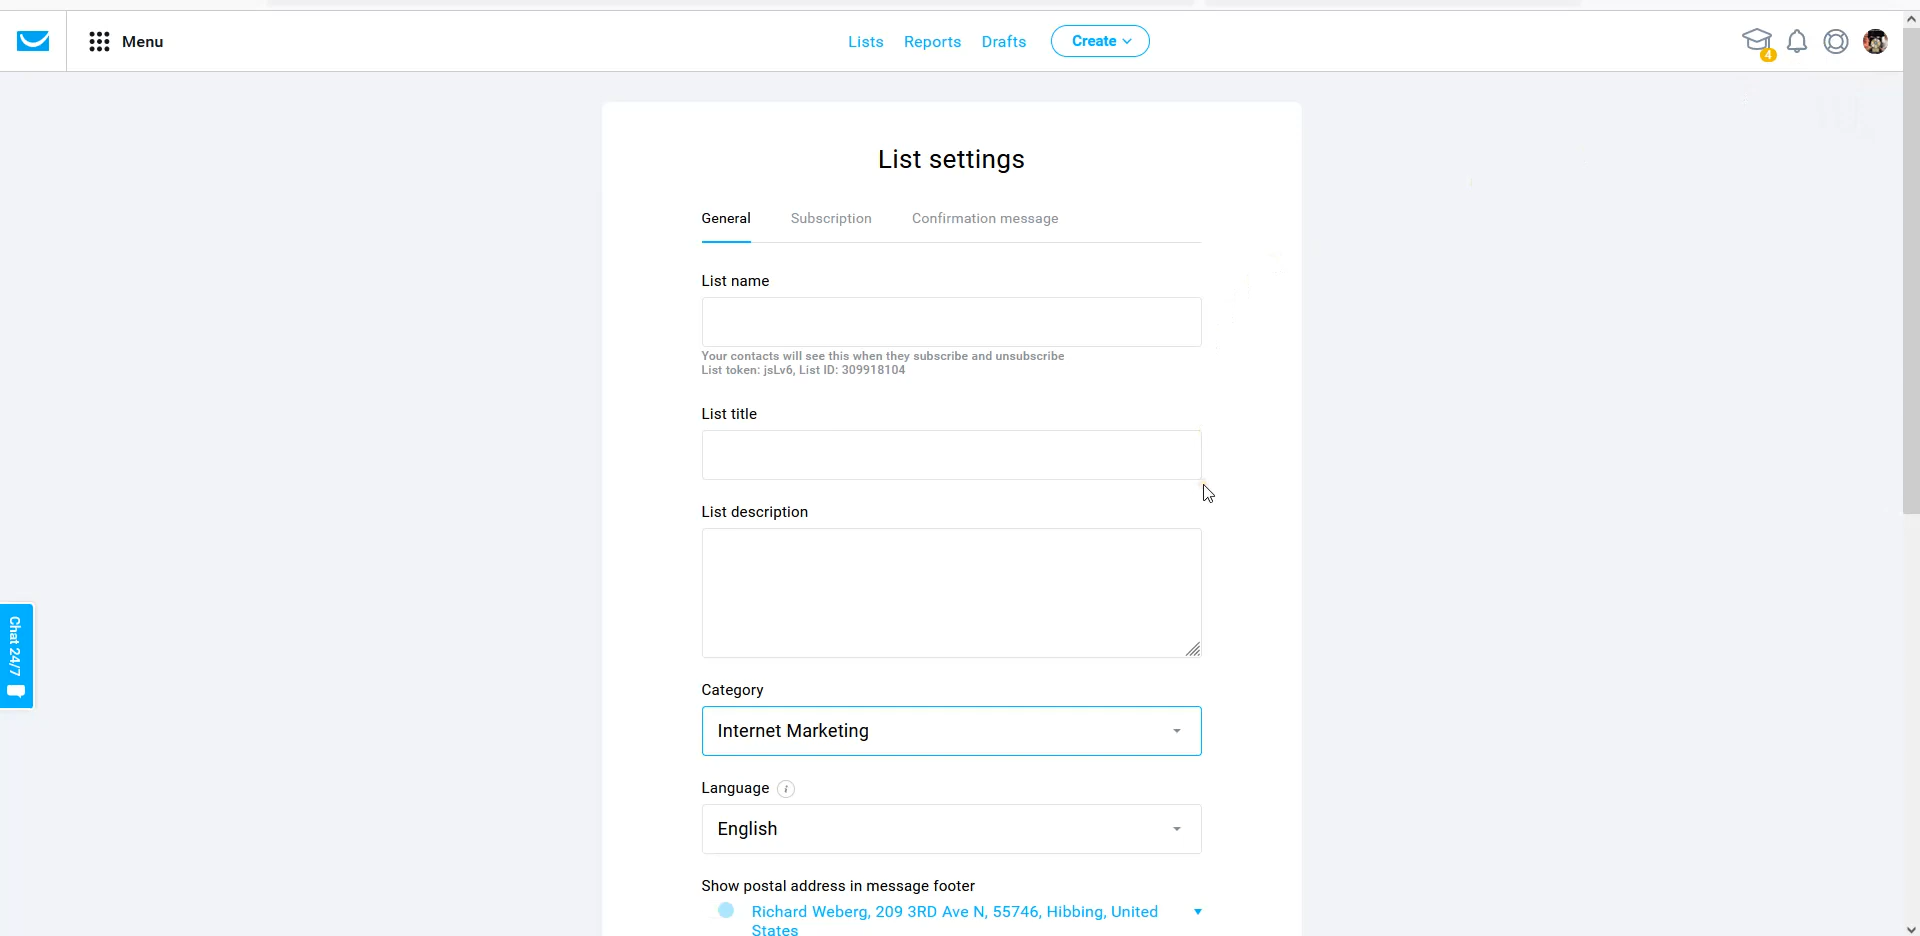 Menu
Lists
Reports
Drafts
Create
4
List settings
General
Subscription
Confirmation message
List name
Your contacts will see this when they subscribe and unsubscribe
List token: jsLv6, List ID: 309918104
List title
List description
Chat 24/7
Category
Internet Marketing
Language i
English
Show postal address in message footer
Richard Weberg, 209 3RD Ave N, 55746, Hibbing, United
States